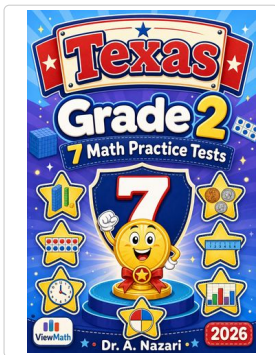 Texas
Grade 2
7 Math Practice Tests
7
ViewMath
Dr. A. Nazari
2026